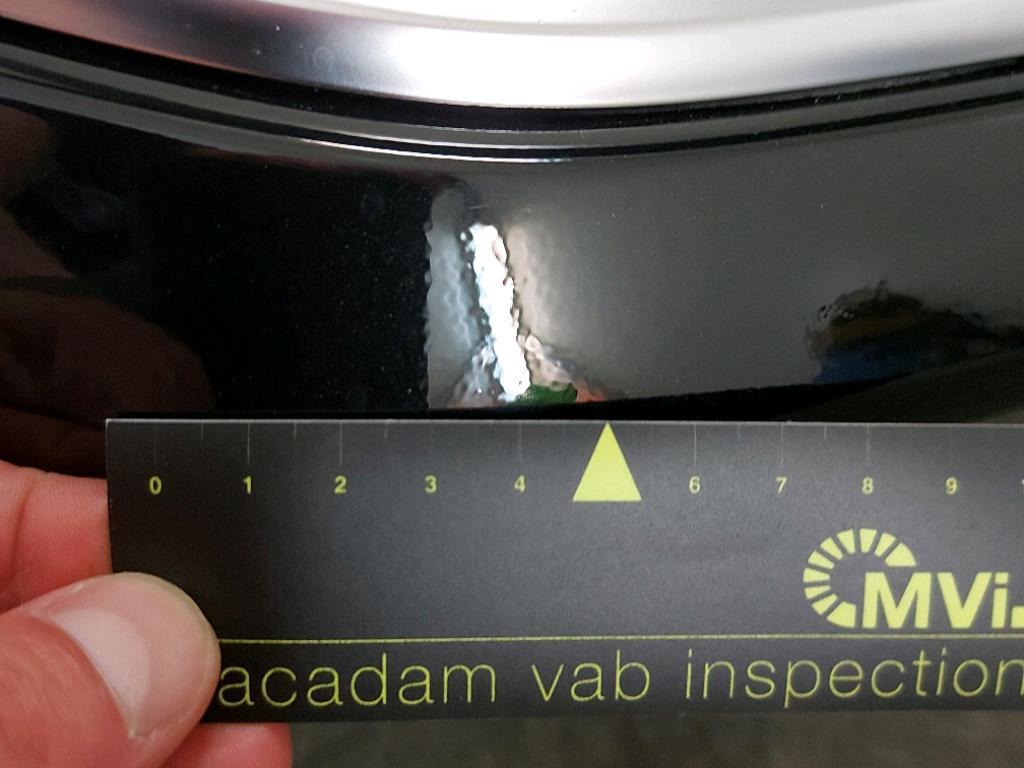 0 1 2 3 4 6 7 8 9
MVi.
acadam vab inspection